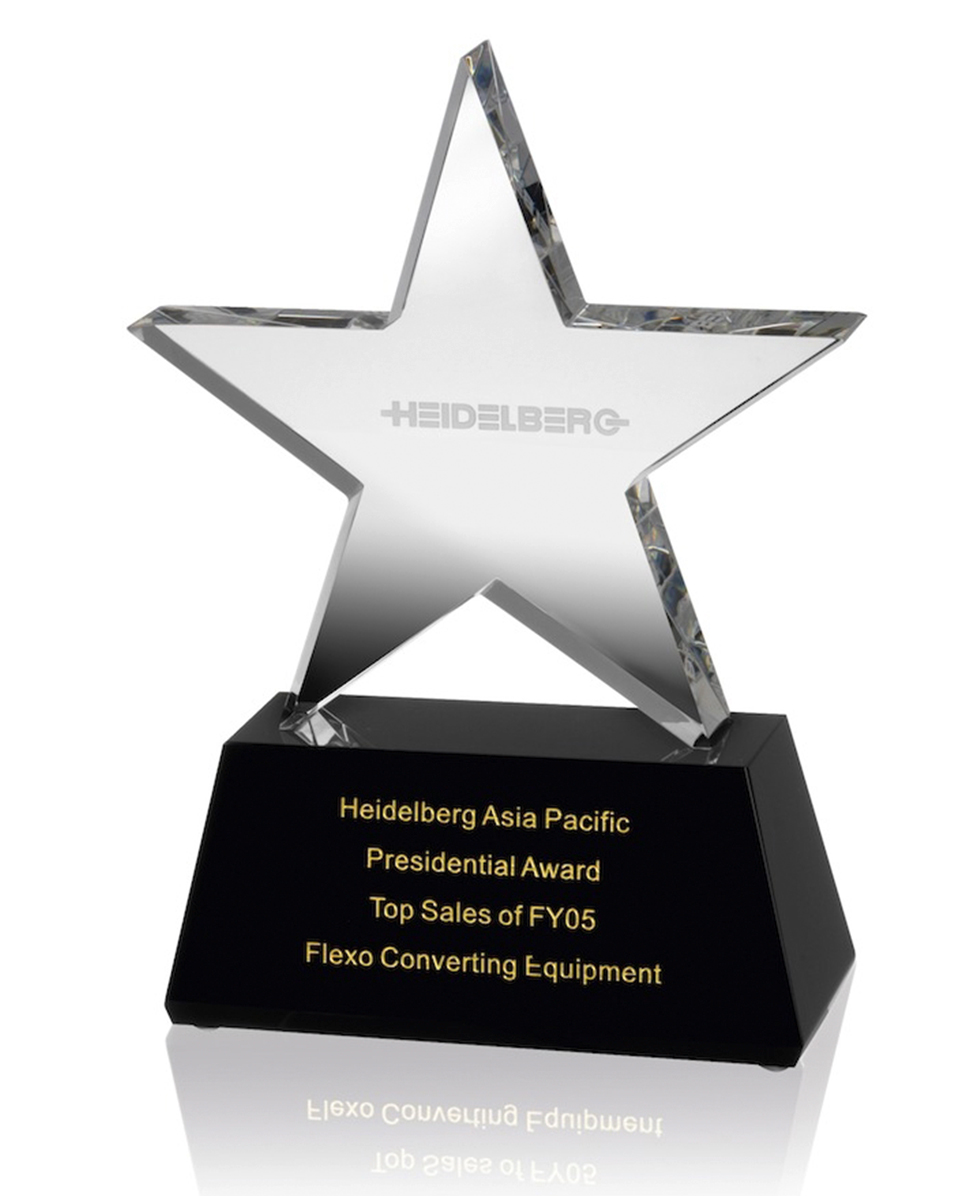 HEIDELBERG
Heidelberg Asia Pacific
Presidential Award
Top Sales of FY05
Flexo Converting Equipment